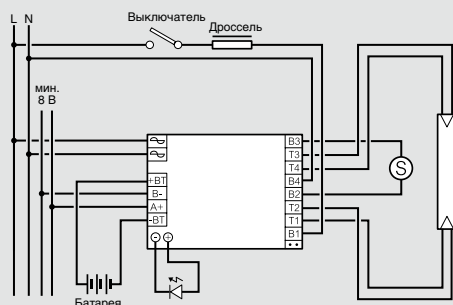 L N
Выключатель
Дроссель
мин.
8 В
B3
T3
T4
+BT B4
B- B2
A+ T2
-BT T1
B1
S
Батарея